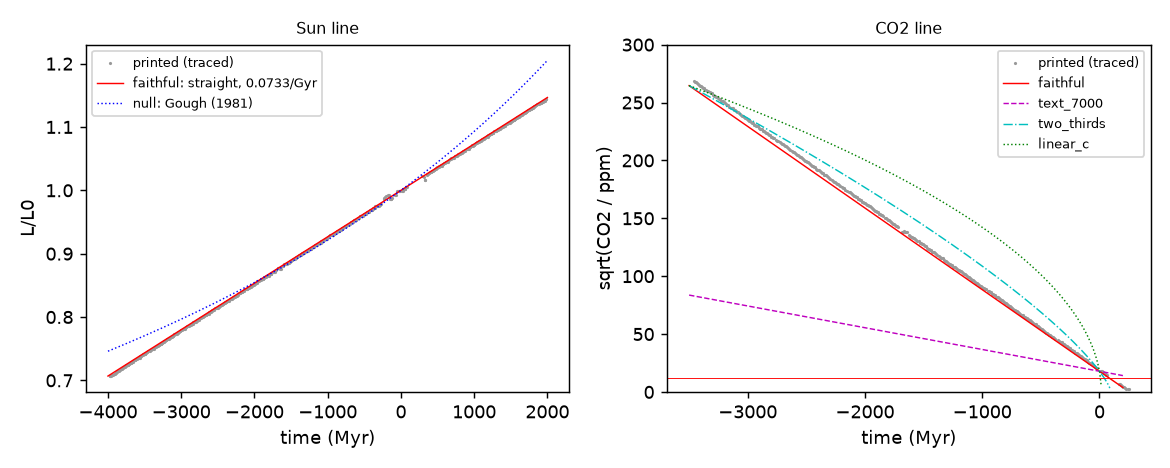 Sun line
printed (traced)
faithful: straight, 0.0733/Gyr
null: Gough (1981)
L/L0
1.2
1.1
1.0
0.9
0.8
0.7
−4000 −3000 −2000 −1000 0 1000 2000
time (Myr)
CO2 line
printed (traced)
faithful
text_7000
two_thirds
linear_c
sqrt(CO2 / ppm)
300
250
200
150
100
50
0
−3000 −2000 −1000 0
time (Myr)